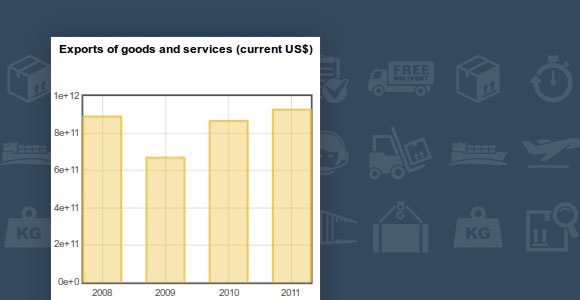 Exports of goods and services (current US$)
1e+12
8e+11
6e+11
4e+11
2e+11
0e+0
2008 2009 2010 2011
FREE
DELIVERY
KG
KG